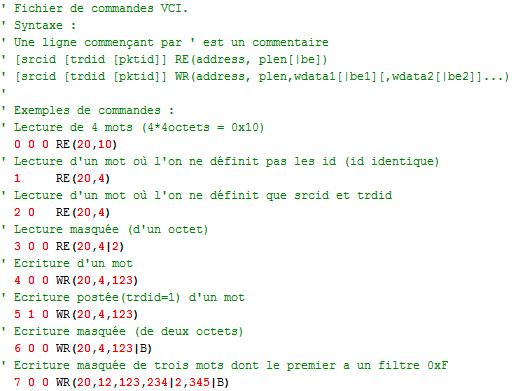 ' Fichier de commandes VCI.
' Syntaxe :
' Une ligne commençant par ' est un commentaire
' [srcid [trdid [pktid]] RE(address, plen[|be])
' [srcid [trdid [pktid]] WR(address, plen,wdata1[|be1][,wdata2[|be2]]...)
'
' Exemples de commandes :
' Lecture de 4 mots (4*4octets = 0x10)
0 0 0 RE(20,10)
' Lecture d'un mot où l'on ne définit pas les id (id identique)
1 RE(20,4)
' Lecture d'un mot où l'on ne définit que srcid et trdid
2 0 RE(20,4)
' Lecture masquée (d'un octet)
3 0 0 RE(20,4|2)
' Ecriture d'un mot
4 0 0 WR(20,4,123)
' Ecriture postée(trdid=1) d'un mot
5 1 0 WR(20,4,123)
' Ecriture masquée (de deux octets)
6 0 0 WR(20,4,123|B)
' Ecriture masquée de trois mots dont le premier a un filtre 0xF
7 0 0 WR(20,12,123,234|2,345|B)